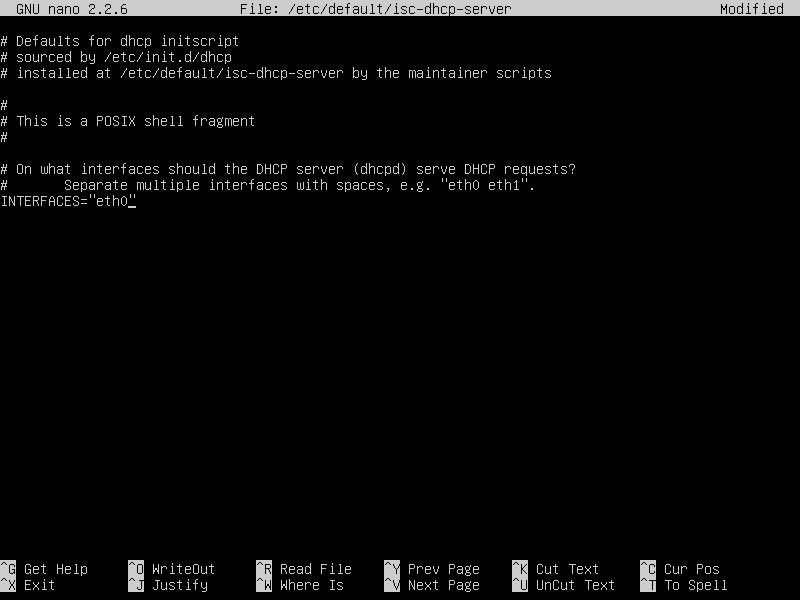 GNU nano 2.2.6 File: /etc/default/isc-dhcp-server Modified
# Defaults for dhcp initscript
# sourced by /etc/init.d/dhcp
# installed at /etc/default/isc-dhcp-server by the maintainer scripts
#
# This is a POSIX shell fragment
#
# On what interfaces should the DHCP server (dhcpd) serve DHCP requests?
# Separate multiple interfaces with spaces, e.g. "eth0 eth1".
INTERFACES="eth0"
^G Get Help ^O WriteOut ^R Read File ^Y Prev Page ^K Cut Text ^C Cur Pos
^X Exit ^J Justify ^W Where Is ^V Next Page ^U UnCut Text ^T To Spell